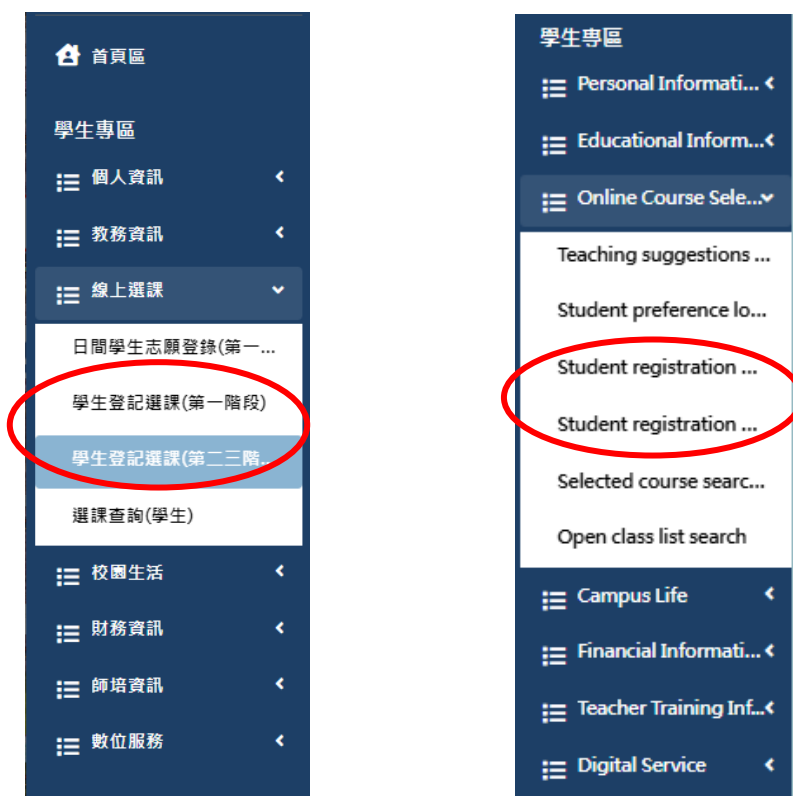 首頁區
學生專區
個人資訊
教務資訊
線上選課
日間學生志願登錄(第一...
學生登記選課(第一階段)
學生登記選課(第二三階...
選課查詢(學生)
校園生活
財務資訊
師培資訊
數位服務
學生專區
Personal Informati...
Educational Inform...
Online Course Sele...
Teaching suggestions ...
Student preference lo...
Student registration ...
Student registration ...
Selected course searc...
Open class list search
Campus Life
Financial Informati...
Teacher Training Inf...
Digital Service